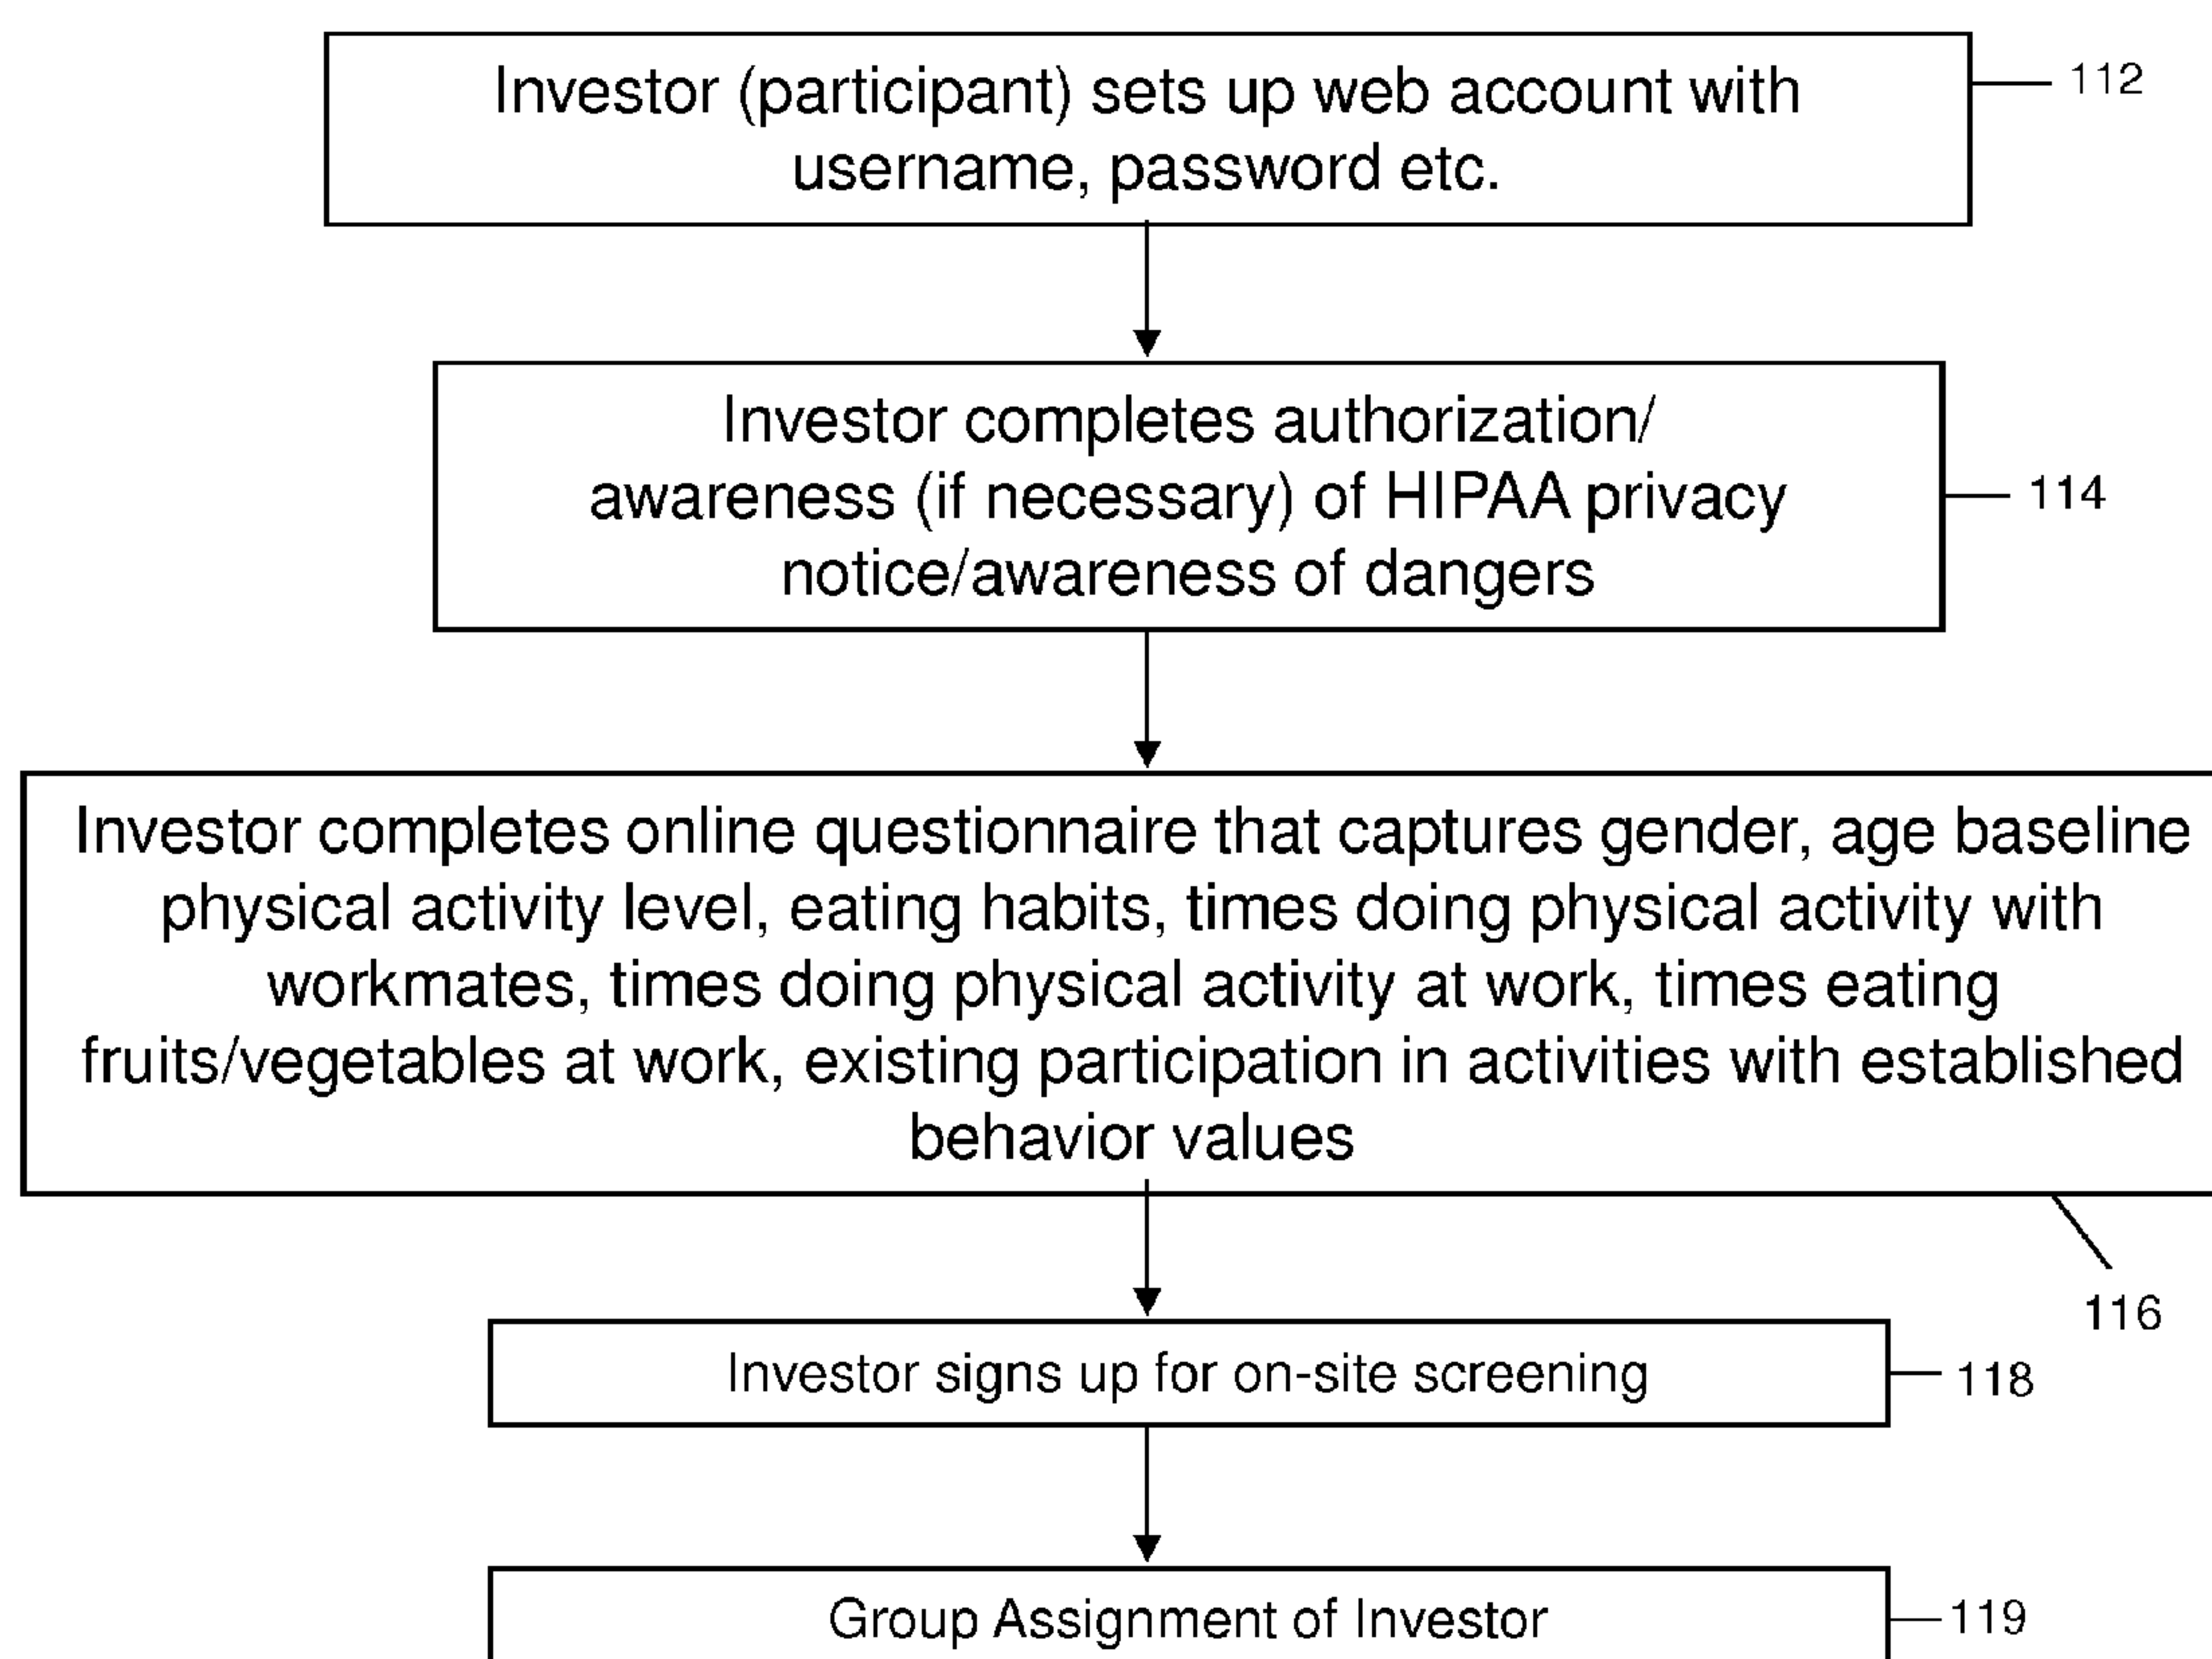 Investor (participant) sets up web account with
username, password etc.
112
Investor completes authorization/
awareness (if necessary) of HIPAA privacy
notice/awareness of dangers
114
Investor completes online questionnaire that captures gender, age baseline
physical activity level, eating habits, times doing physical activity with
workmates, times doing physical activity at work, times eating
fruits/vegetables at work, existing participation in activities with established
behavior values
116
Investor signs up for on-site screening
118
Group Assignment of Investor
119